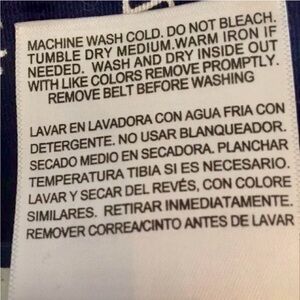 MACHINE WASH COLD. DO NOT BLEACH.
TUMBLE DRY MEDIUM.WARM IRON IF
NEEDED. WASH AND DRY INSIDE OUT
WITH LIKE COLORS REMOVE PROMPTLY.
REMOVE BELT BEFORE WASHING
LAVAR EN LAVADORA CON AGUA FRIA CON
DETERGENTE. NO USAR BLANQUEADOR.
SECADO MEDIO EN SECADORA. PLANCHAR
TEMPERATURA TIBIA SI ES NECESARIO.
LAVAR Y SECAR DEL REVÉS, CON COLORE
SIMILARES. RETIRAR INMEDIATAMENTE.
REMOVER CORREA/CINTO ANTES DE LAVAR